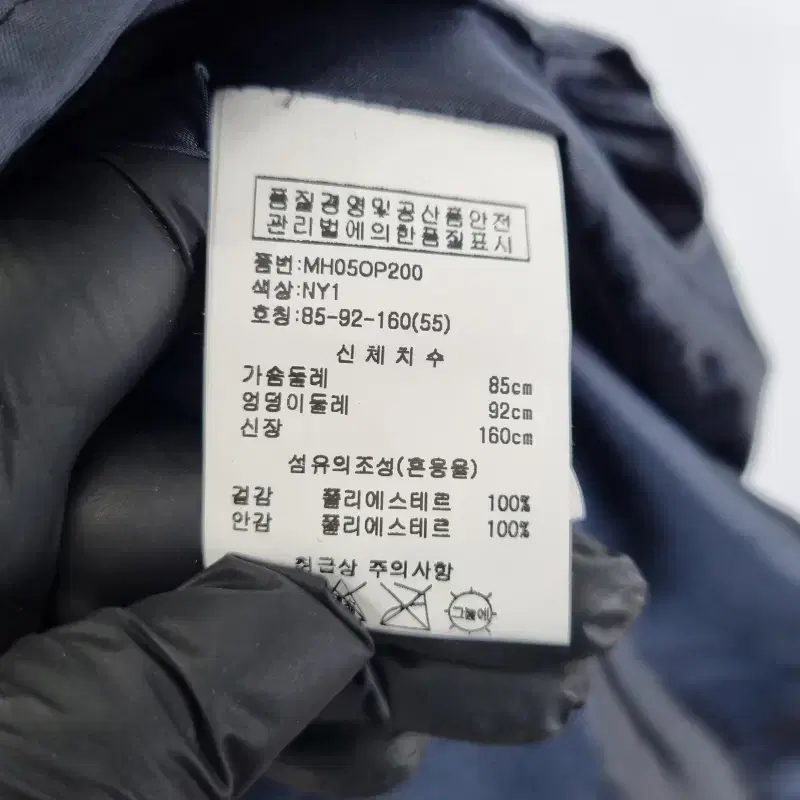 품질경영및공산품안전
관리법에의한품질표시
품번:MH05OP200
색상:NY1
호칭:85-92-160(55)
신체치수
가슴둘레 85cm
엉덩이둘레 92cm
신장 160cm
섬유의조성(혼용율)
겉감 폴리에스테르 100%
안감 폴리에스테르 100%
취급상 주의사항
그늘에